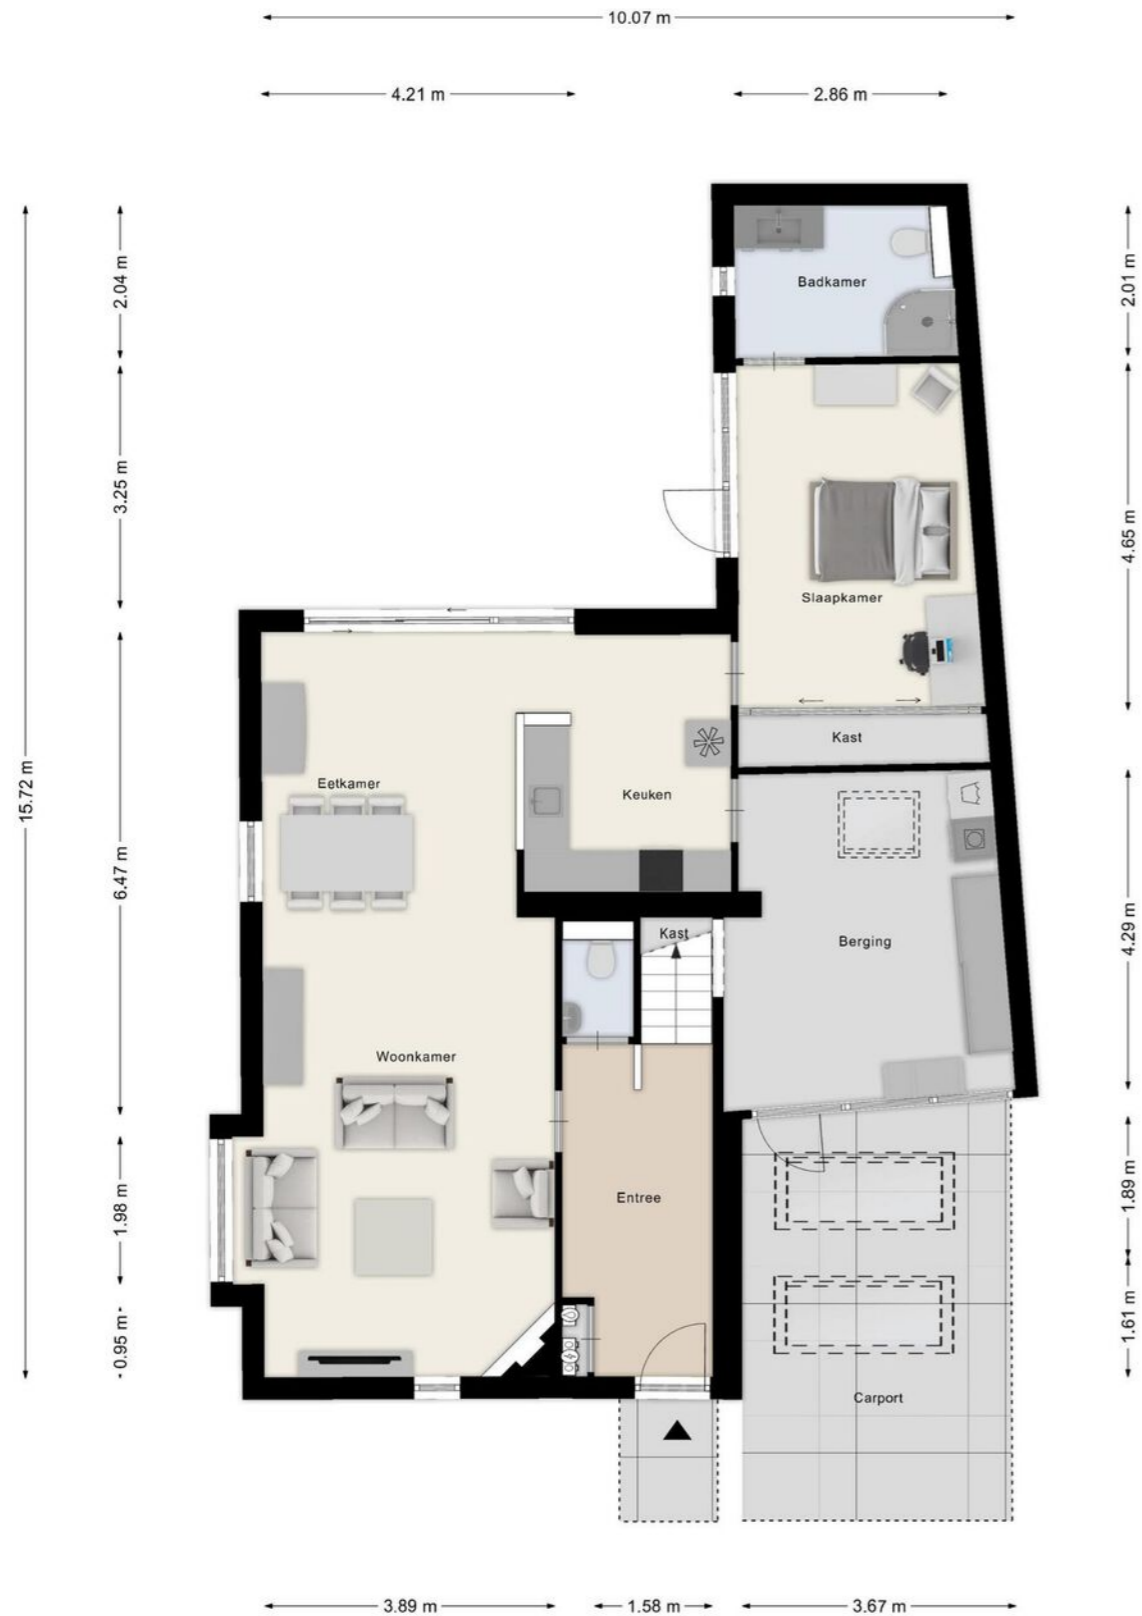 10.07 m
4.21 m
2.86 m
15.72 m
2.04 m
3.25 m
6.47 m
1.98 m
0.95 m
2.01 m
4.65 m
4.29 m
1.89 m
1.61 m
Badkamer
Slaapkamer
Kast
Eetkamer
Keuken
Kast
Berging
Woonkamer
Entree
Carport
3.89 m
1.58 m
3.67 m